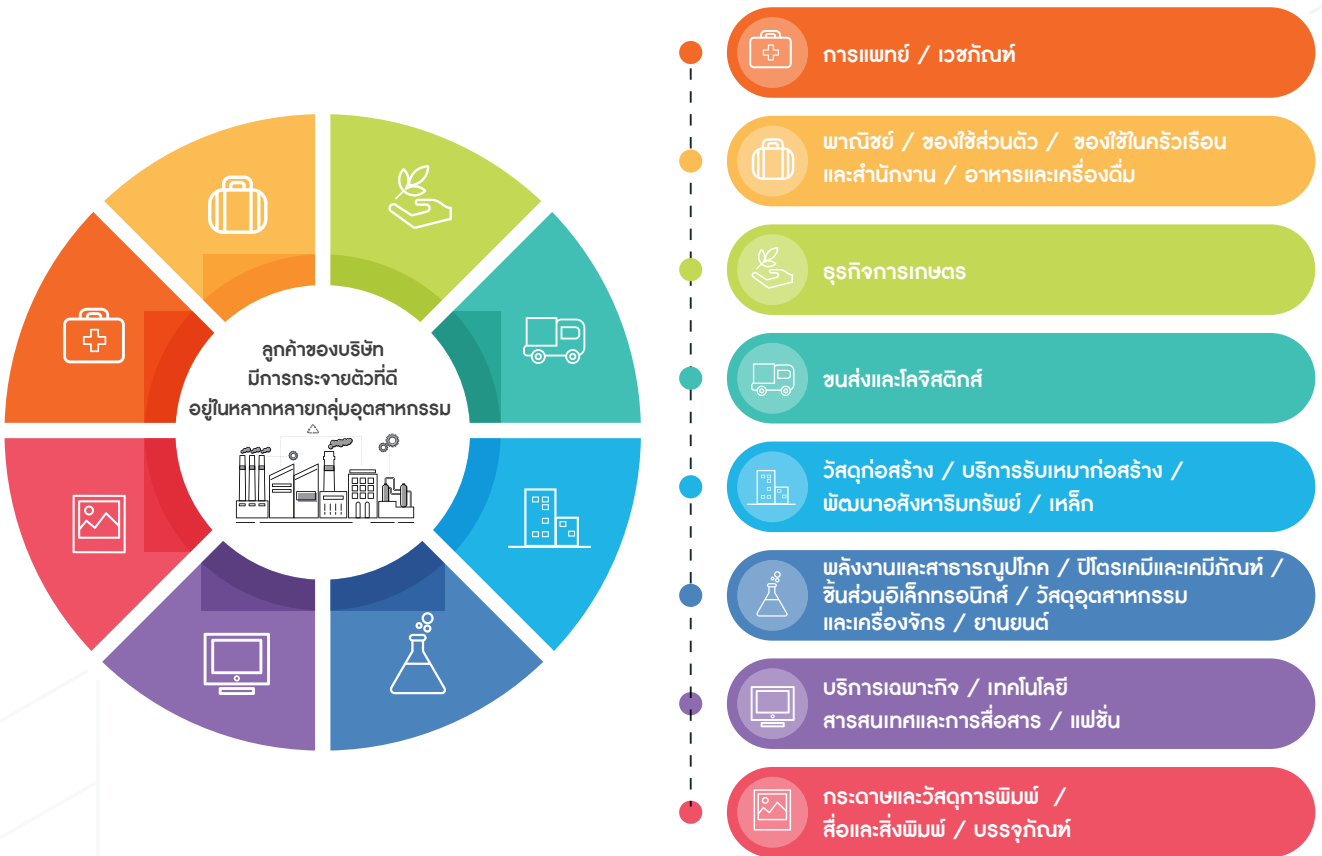 ลูกค้าของบริษัท
มีการกระจายตัวที่ดี
อยู่ในหลากหลายกลุ่มอุตสาหกรรม
การแพทย์ / เวชภัณฑ์
พาณิชย์ / ของใช้ส่วนตัว / ของใช้ในครัวเรือน
และสำนักงาน / อาหารและเครื่องดื่ม
ธุรกิจการเกษตร
ขนส่งและโลจิสติกส์
วัสดุก่อสร้าง / บริการรับเหมาก่อสร้าง /
พัฒนาอสังหาริมทรัพย์ / เหล็ก
พลังงานและสาธารณูปโภค / ปิโตรเคมีและเคมีภัณฑ์ /
ชิ้นส่วนอิเล็กทรอนิกส์ / วัสดุอุตสาหกรรม
และเครื่องจักร / ยานยนต์
บริการเฉพาะกิจ / เทคโนโลยี
สารสนเทศและการสื่อสาร / แฟชั่น
กระดาษและวัสดุการพิมพ์ /
สื่อและสิ่งพิมพ์ / บรรจุภัณฑ์